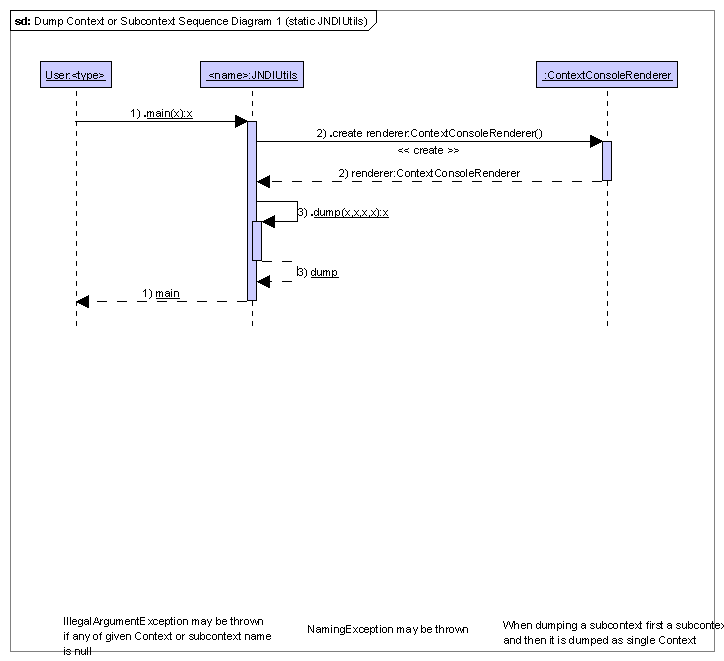 sd: Dump Context or Subcontext Sequence Diagram 1 (static JNDIUtils)
User:<type>
<name>:JNDIUtils
:ContextConsoleRenderer
1) .main(x):x
2) .create renderer:ContextConsoleRenderer()
<< create >>
2) renderer:ContextConsoleRenderer
3) .dump(x,x,x,x):x
3) dump
1) main
IllegalArgumentException may be thrown
if any of given Context or subcontext name
is null
NamingException may be thrown
When dumping a subcontext first a
and then it is dumped as single Context